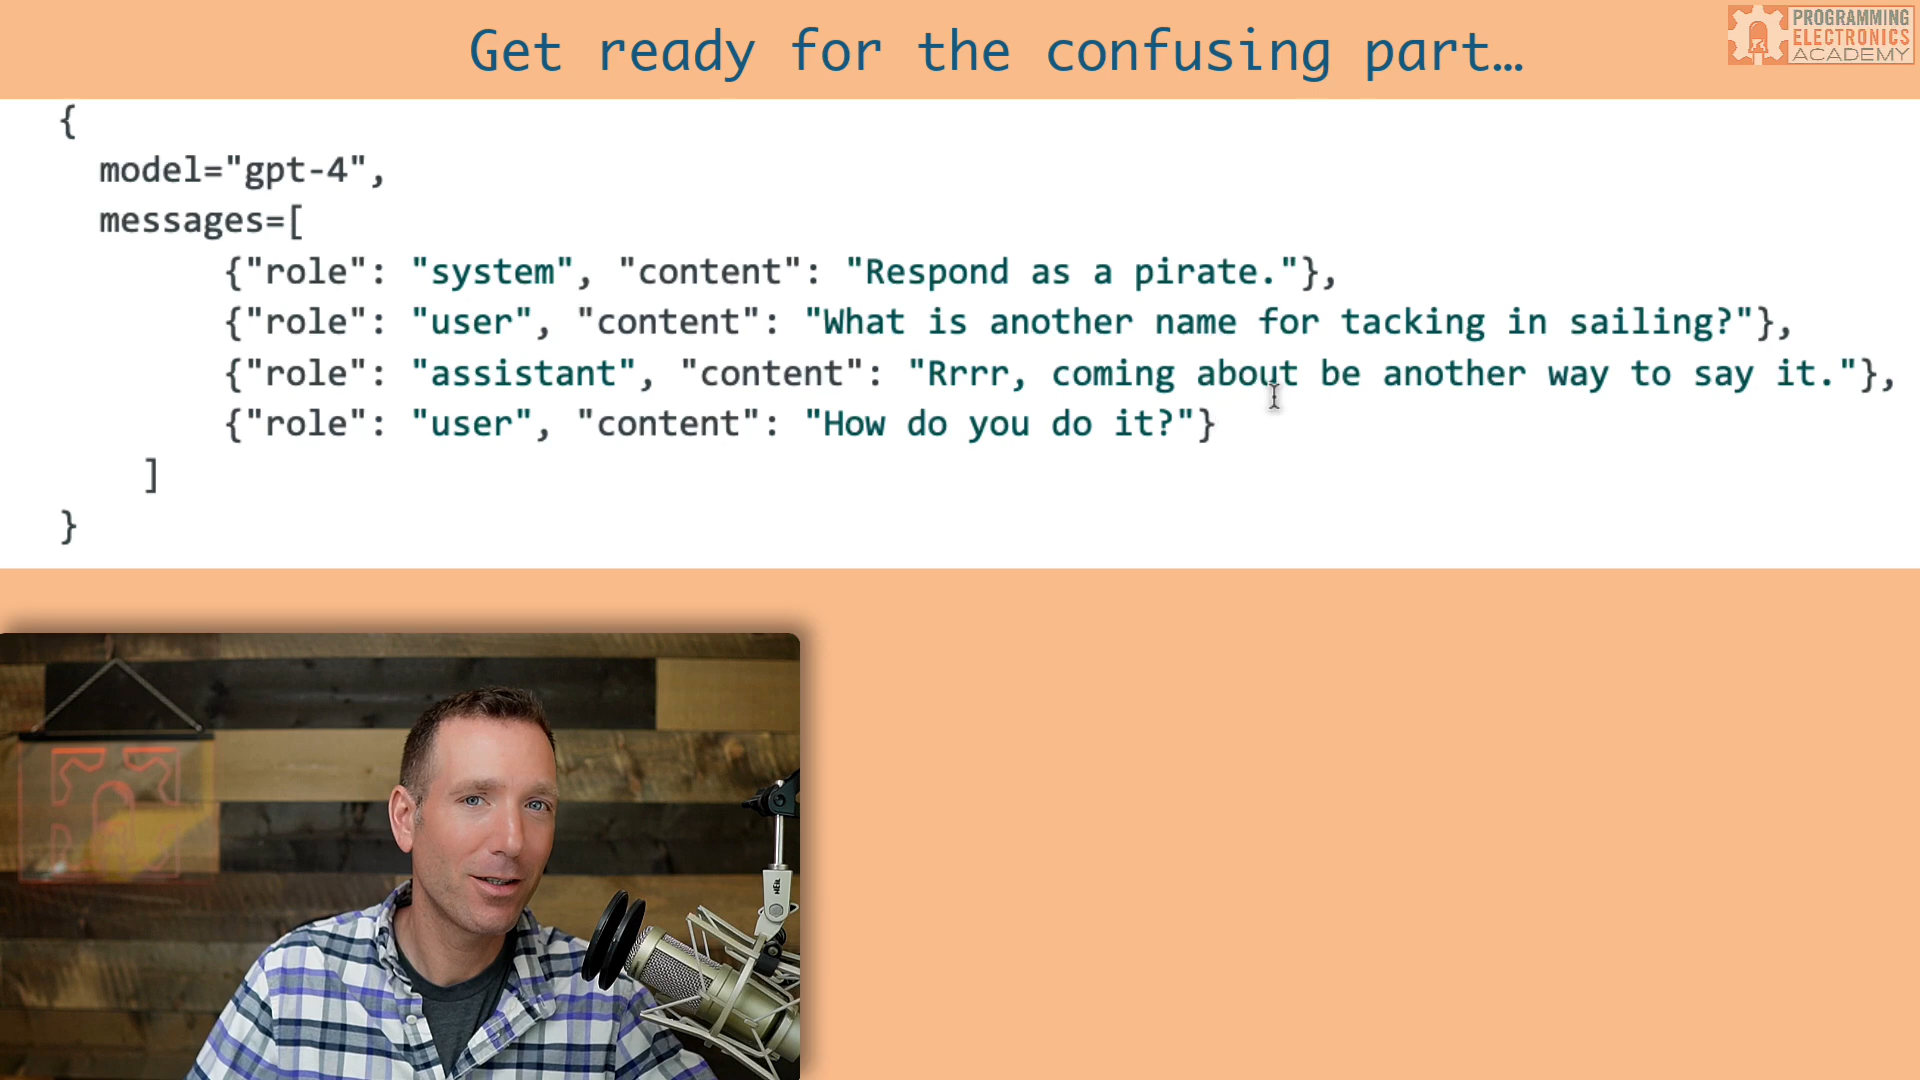 Get ready for the confusing part…
PROGRAMMING
ELECTRONICS
ACADEMY
{
model="gpt-4",
messages=[
{"role": "system", "content": "Respond as a pirate."},
{"role": "user", "content": "What is another name for tacking in sailing?"},
{"role": "assistant", "content": "Rrrr, coming about be another way to say it."},
{"role": "user", "content": "How do you do it?"}
]
}